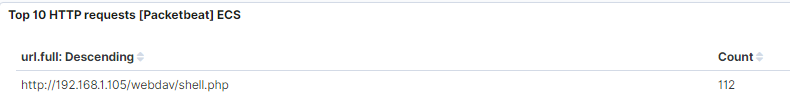 Top 10 HTTP requests [Packetbeat] ECS
url.full: Descending Count
http://192.168.1.105/webdav/shell.php 112